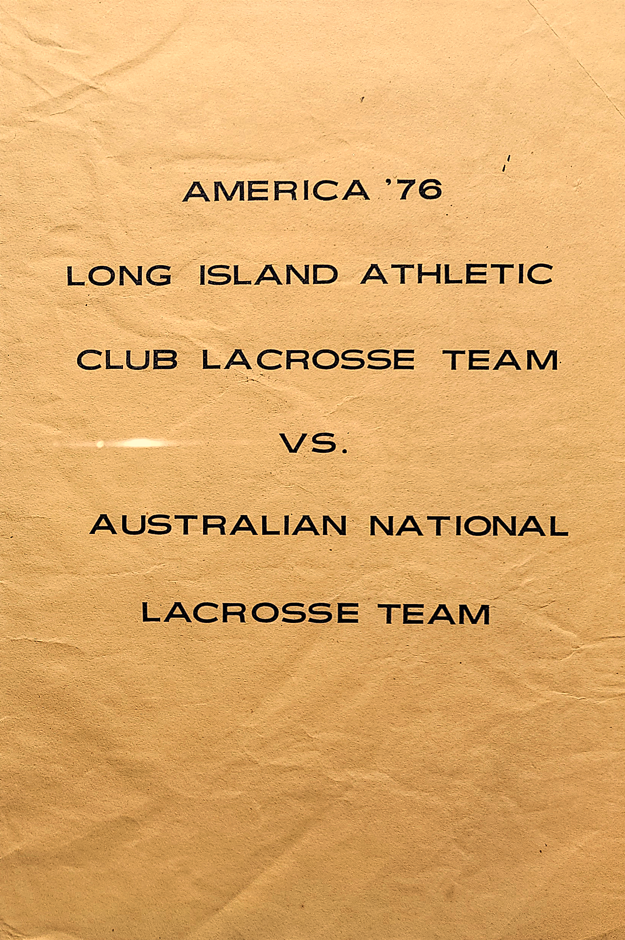 AMERICA '76
LONG ISLAND ATHLETIC
CLUB LACROSSE TEAM
VS.
AUSTRALIAN NATIONAL
LACROSSE TEAM